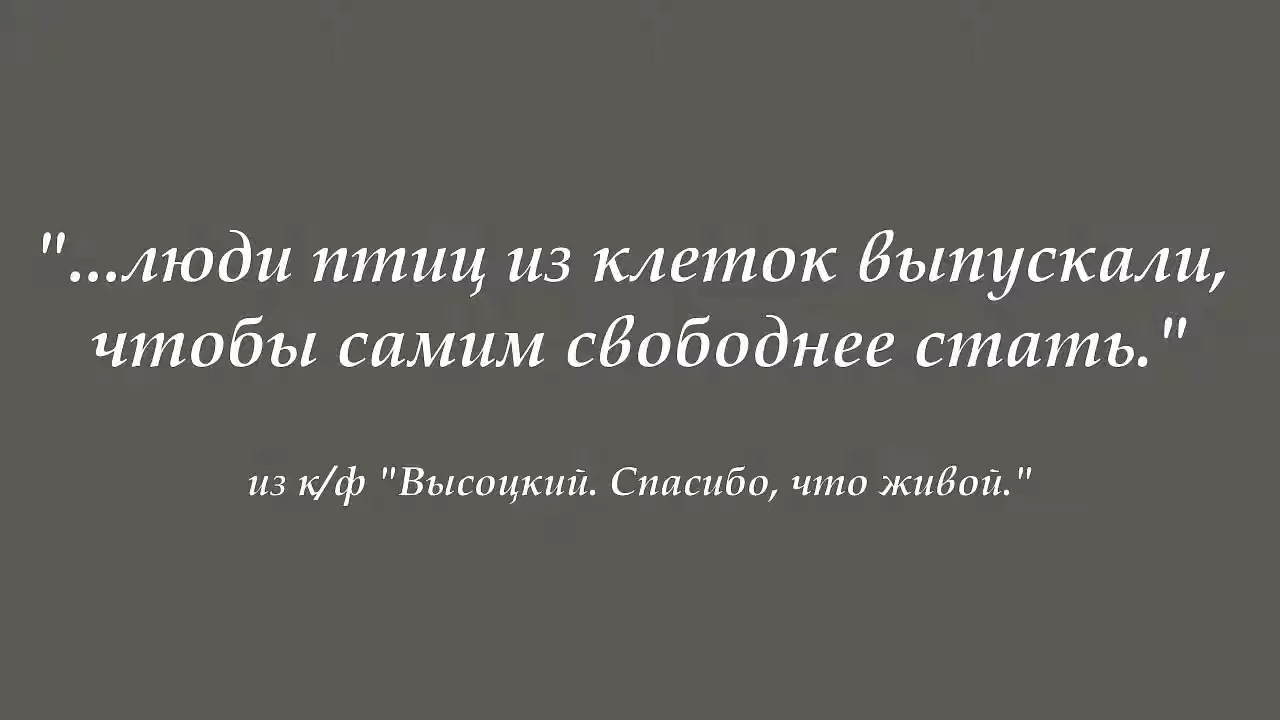 "...люди птиц из клеток выпускали,
чтобы самим свободнее стать."
из к/ф "Высоцкий. Спасибо, что живой."